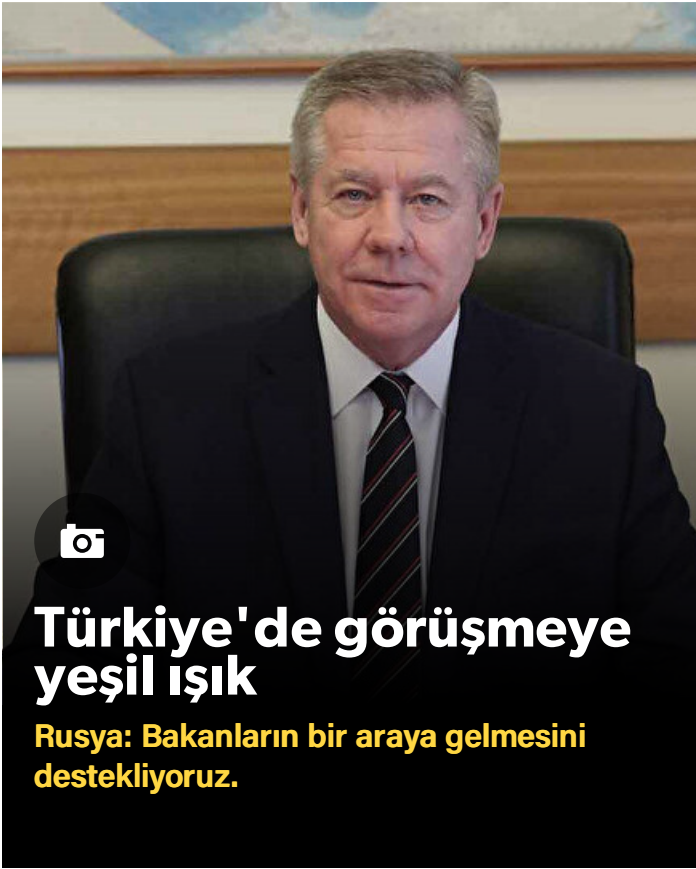 Türkiye'de görüşmeye
yeşil ışık
Rusya: Bakanların bir araya gelmesini
destekliyoruz.